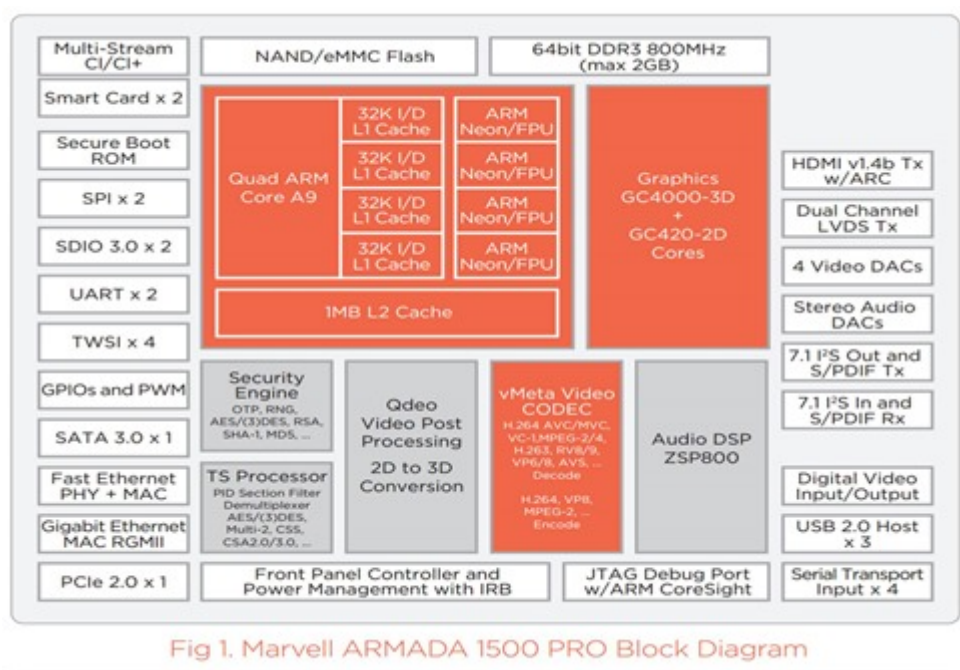 Multi-Stream
CI/CI+
Smart Card x 2
Secure Boot
ROM
SPI x 2
SDIO 3.0 x 2
UART x 2
TWSI x 4
GPIOs and PWM
SATA 3.0 x 1
Fast Ethernet
PHY + MAC
Gigabit Ethernet
MAC RGMII
PCIe 2.0 x 1
NAND/eMMC Flash
64bit DDR3 800MHz
(max 2GB)
Quad ARM
Core A9
32K I/D
L1 Cache
ARM
Neon/FPU
32K I/D
L1 Cache
ARM
Neon/FPU
32K I/D
L1 Cache
ARM
Neon/FPU
32K I/D
L1 Cache
ARM
Neon/FPU
1MB L2 Cache
Graphics
GC4000-3D
+
GC420-2D
Cores
Security
Engine
OTP, RNG,
AES/(3)DES, RSA,
SHA-1, MD5, ...
TS Processor
PID Section Filter
Demultiplexer
AES/(3)DES,
Multi-2, CSS,
CSA2.0/3.0, ...
Qdeo
Video Post
Processing
2D to 3D
Conversion
vMeta Video
CODEC
H.264 AVC/MVC,
VC-1,MPEG-2/4,
H.263, RV8/9,
VP6/8, AVS, ...
Decode
H.264, VP8,
MPEG-2, ...
Encode
Audio DSP
ZSP800
Front Panel Controller and
Power Management with IRB
JTAG Debug Port
w/ARM CoreSight
HDMI v1.4b Tx
w/ARC
Dual Channel
LVDS Tx
4 Video DACs
Stereo Audio
DACs
7.1 I²S Out and
S/PDIF Tx
7.1 I²S In and
S/PDIF Rx
Digital Video
Input/Output
USB 2.0 Host
x 3
Serial Transport
Input x 4
Fig 1. Marvell ARMADA 1500 PRO Block Diagram